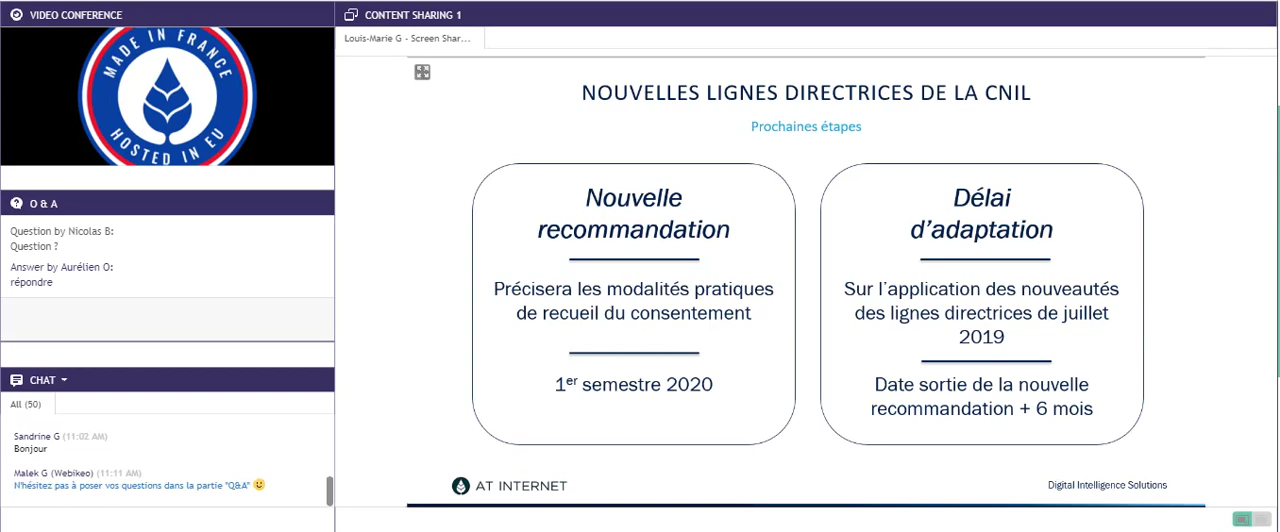 VIDEO CONFERENCE
MADE IN FRANCE
HOSTED IN EU
Q & A
Question by Nicolas B:
Question ?
Answer by Aurélien O:
répondre
CHAT
All (50)
Sandrine G (11:02 AM)
Bonjour
Malek G (Webikeo) (11:11 AM)
N'hésitez pas à poser vos questions dans la partie "Q&A"
CONTENT SHARING 1
Louis-Marie G - Screen Shar...
NOUVELLES LIGNES DIRECTRICES DE LA CNIL
Prochaines étapes
Nouvelle
recommandation
Précisera les modalités pratiques
de recueil du consentement
1er semestre 2020
Délai
d'adaptation
Sur l'application des nouveautés
des lignes directrices de juillet
2019
Date sortie de la nouvelle
recommandation + 6 mois
AT INTERNET
Digital Intelligence Solutions